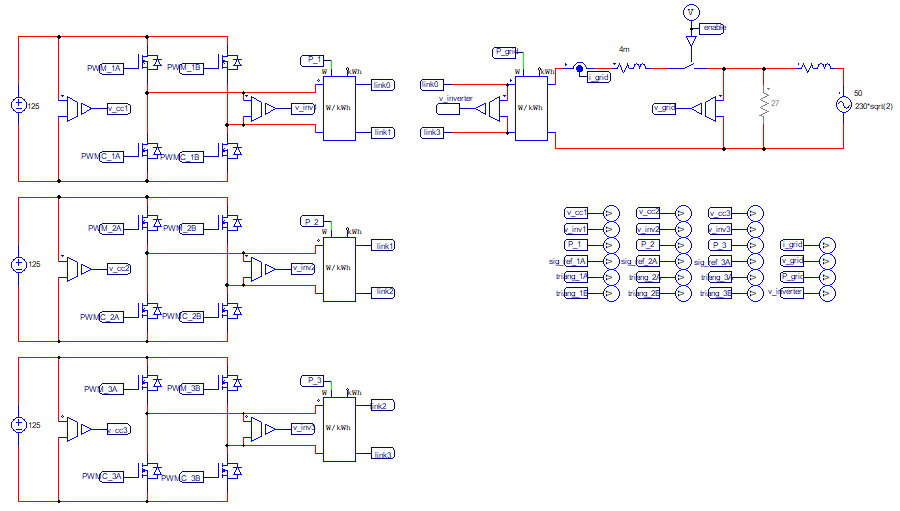 V
enable
P_1
W kWh
PWM_1A
PWM_1B
125
v_cc1
v_inv1
W/kWh
link0
link1
PWMC_1A
PWMC_1B
P_grid
W kWh
4m
i_grid
link0
v_inverter
W/kWh
link3
v_grid
27
50
230*sqrt(2)
P_2
W kWh
PWM_2A
PWM_2B
125
v_cc2
v_inv2
W/kWh
link1
link2
PWMC_2A
PWMC_2B
v_cc1 V v_cc2 V v_cc3 V
v_inv1 V v_inv2 V v_inv3 V
P_1 V P_2 V P_3 V i_grid V
sig_ref_1A V sig_ref_2A V sig_ref_3A V v_grid V
triang_1A V triang_2A V triang_3A V P_grid V
triang_1B V triang_2B V triang_3B V v_inverter V
P_3
W kWh
PWM_3A
PWM_3B
125
v_cc3
v_inv3
W/kWh
link2
link3
PWMC_3A
PWMC_3B